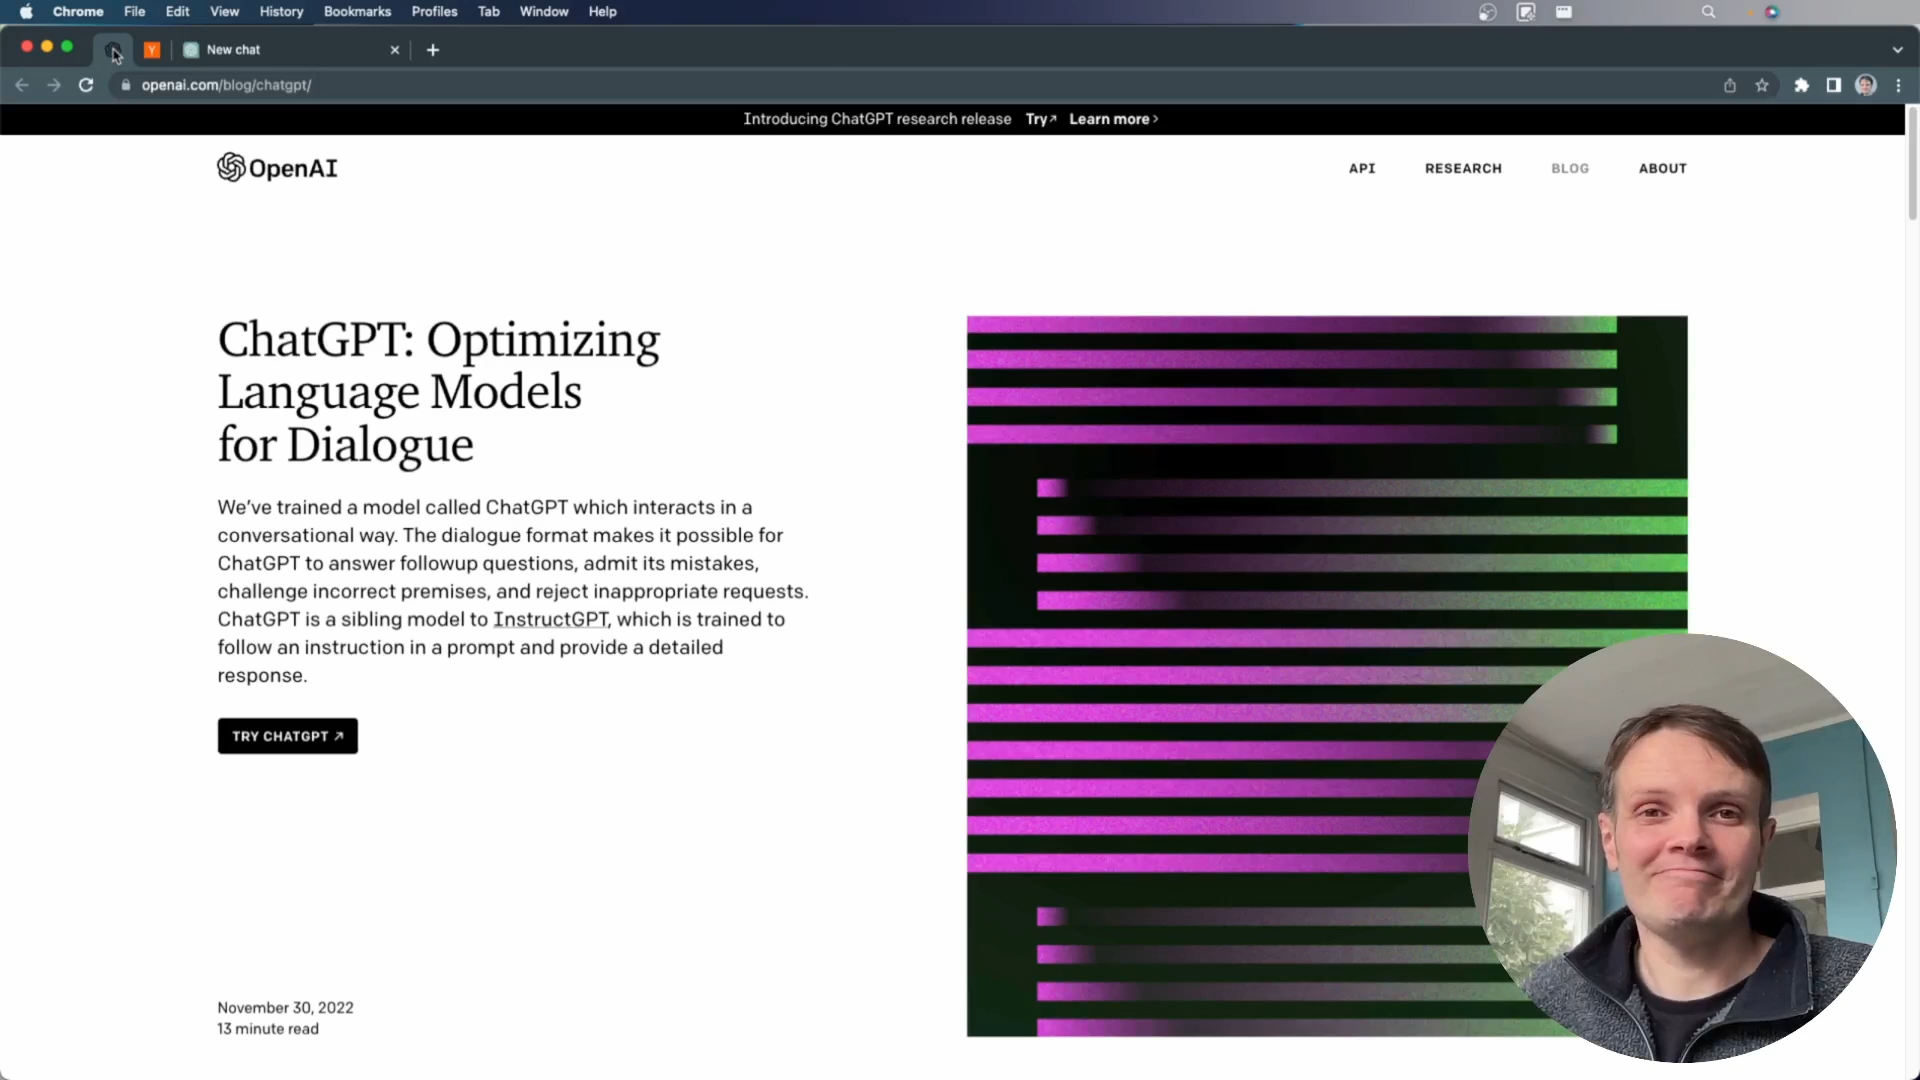 Chrome File Edit View History Bookmarks Profiles Tab Window Help
Y New chat
openai.com/blog/chatgpt/
Introducing ChatGPT research release Try↗ Learn more ›
OpenAI
API RESEARCH BLOG ABOUT
ChatGPT: Optimizing
Language Models
for Dialogue
We’ve trained a model called ChatGPT which interacts in a
conversational way. The dialogue format makes it possible for
ChatGPT to answer followup questions, admit its mistakes,
challenge incorrect premises, and reject inappropriate requests.
ChatGPT is a sibling model to InstructGPT, which is trained to
follow an instruction in a prompt and provide a detailed
response.
TRY CHATGPT ↗
November 30, 2022
13 minute read